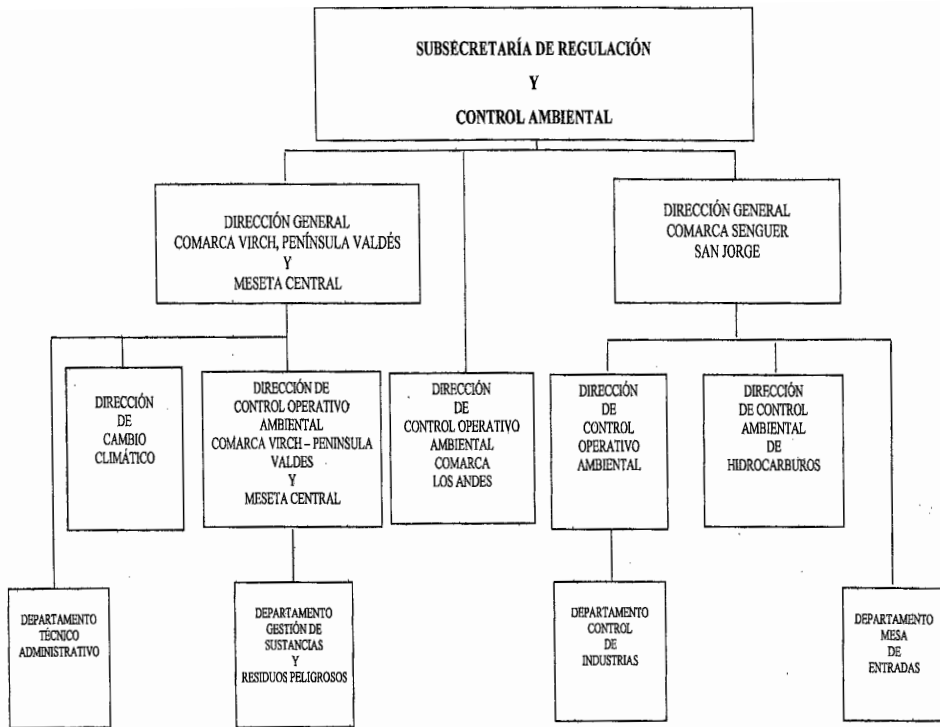 SUBSECRETARÍA DE REGULACIÓN
Y
CONTROL AMBIENTAL
DIRECCIÓN GENERAL
COMARCA VIRCH, PENÍNSULA VALDÉS
Y
MESETA CENTRAL
DIRECCIÓN GENERAL
COMARCA SENGUER
SAN JORGE
DIRECCIÓN
DE
CAMBIO
CLIMÁTICO
DIRECCIÓN DE
CONTROL OPERATIVO
AMBIENTAL
COMARCA VIRCH – PENINSULA
VALDES
Y
MESETA CENTRAL
DIRECCIÓN
DE
CONTROL OPERATIVO
AMBIENTAL
COMARCA
LOS ANDES
DIRECCIÓN
DE
CONTROL
OPERATIVO
AMBIENTAL
DIRECCIÓN
DE CONTROL
AMBIENTAL
DE
HIDROCARBUROS
DEPARTAMENTO
TÉCNICO
ADMINISTRATIVO
DEPARTAMENTO
GESTIÓN DE
SUSTANCIAS
Y
RESIDUOS PELIGROSOS
DEPARTAMENTO
CONTROL
DE
INDUSTRIAS
DEPARTAMENTO
MESA
DE
ENTRADAS